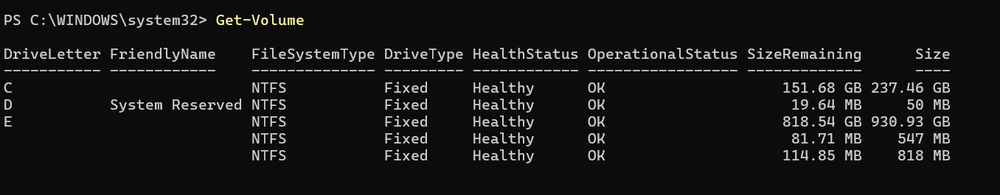 PS C:\WINDOWS\system32> Get-Volume
DriveLetter FriendlyName    FileSystemType DriveType HealthStatus OperationalStatus SizeRemaining      Size
----------- ------------    -------------- --------- ------------ ----------------- -------------      ----
C                           NTFS           Fixed     Healthy      OK                    151.68 GB 237.46 GB
D           System Reserved NTFS           Fixed     Healthy      OK                     19.64 MB     50 MB
E                           NTFS           Fixed     Healthy      OK                    818.54 GB 930.93 GB
                            NTFS           Fixed     Healthy      OK                     81.71 MB    547 MB
                            NTFS           Fixed     Healthy      OK                    114.85 MB    818 MB